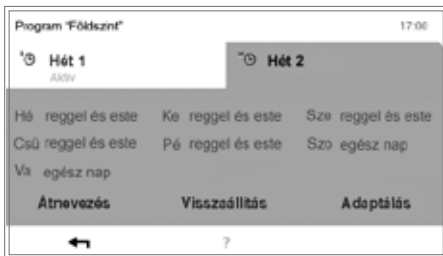 Program "Földszint" 17:06
Hét 1 Hét 2
Aktív
Hé reggel és este Ke reggel és este Sze reggel és este
Csü reggel és este Pé reggel és este Szo egész nap
Va egész nap
Átnevezés Visszaállítás Adaptálás
?